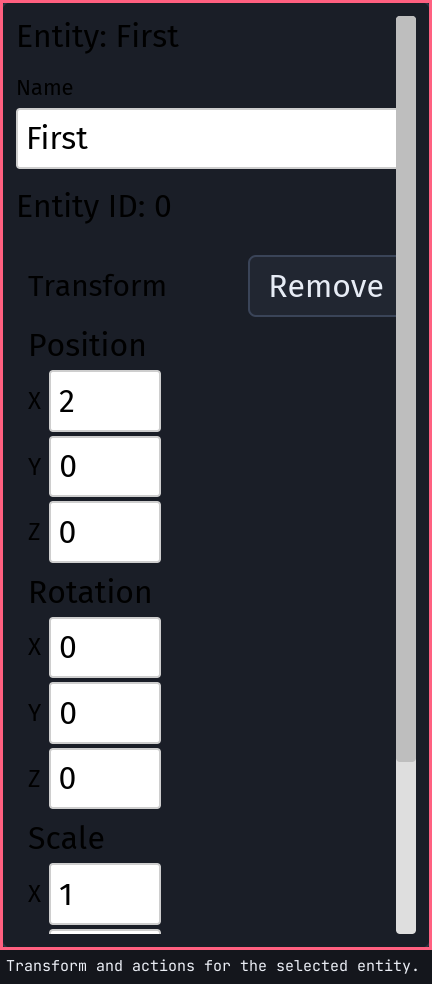 Entity: First
Name
First
Entity ID: 0
Transform Remove
Position
X 2
Y 0
Z 0
Rotation
X 0
Y 0
Z 0
Scale
X 1
Transform and actions for the selected entity.